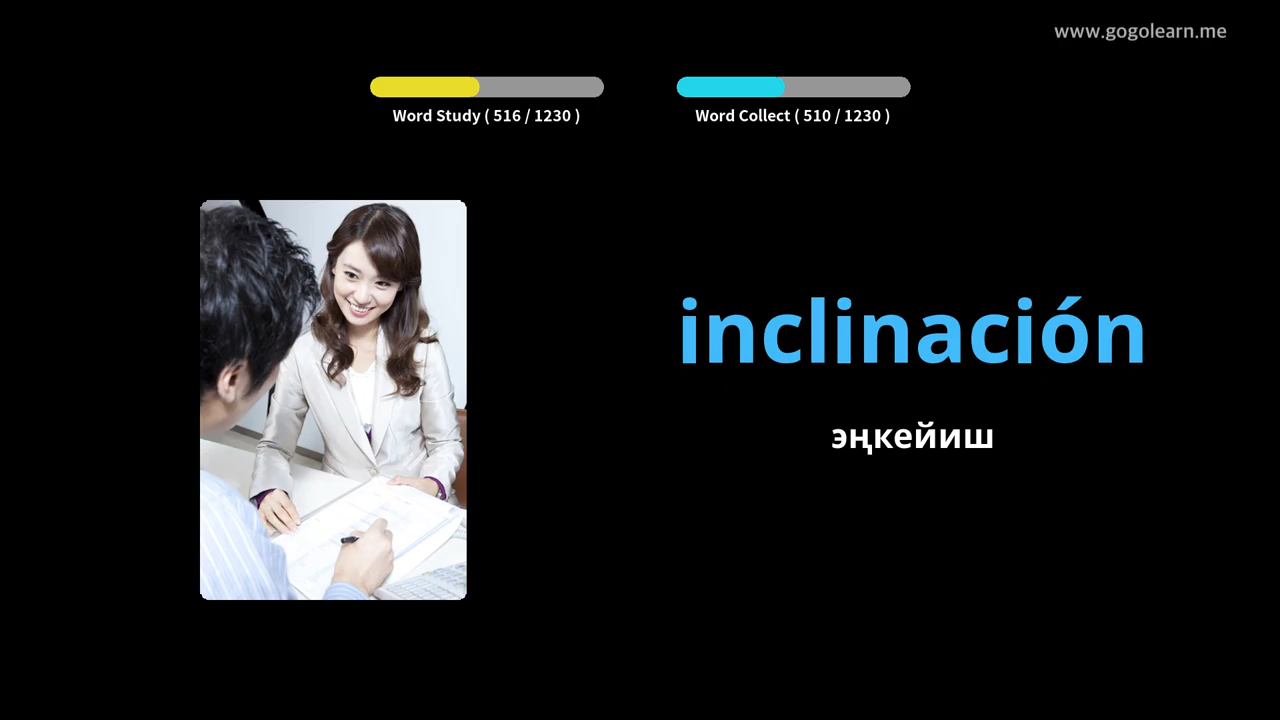 www.gogolearn.me
Word Study ( 516 / 1230 )
Word Collect ( 510 / 1230 )
inclinación
эңкейиш